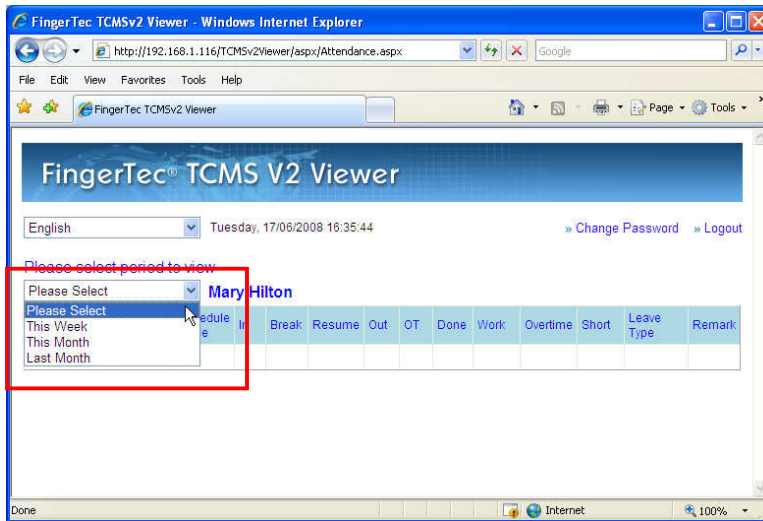 FingerTec TCMSv2 Viewer - Windows Internet Explorer
http://192.168.1.116/TCMSv2Viewer/aspx/Attendance.aspx
Google
File Edit View Favorites Tools Help
FingerTec TCMSv2 Viewer
Page Tools
FingerTec® TCMS V2 Viewer
English Tuesday, 17/06/2008 16:35:44 » Change Password » Logout
Please select period to view
Please Select Mary Hilton
Please Select
This Week
This Month
Last Month
In Break Resume Out OT Done Work Overtime Short Leave Type Remark
Done Internet 100%